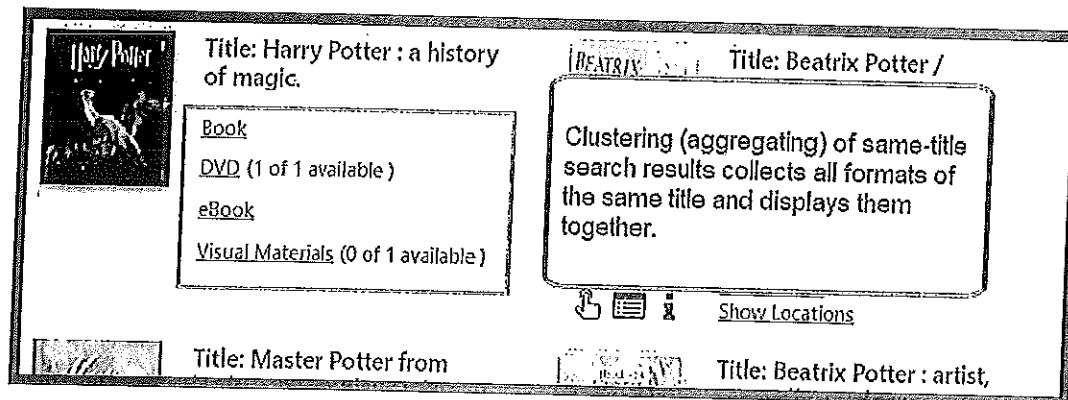 Harry Potter
Title: Harry Potter : a history
of magic.
Book
DVD (1 of 1 available )
eBook
Visual Materials (0 of 1 available )
BEATRIX
Title: Beatrix Potter /
Clustering (aggregating) of same-title
search results collects all formats of
the same title and displays them
together.
Show Locations
Title: Master Potter from
Title: Beatrix Potter : artist,